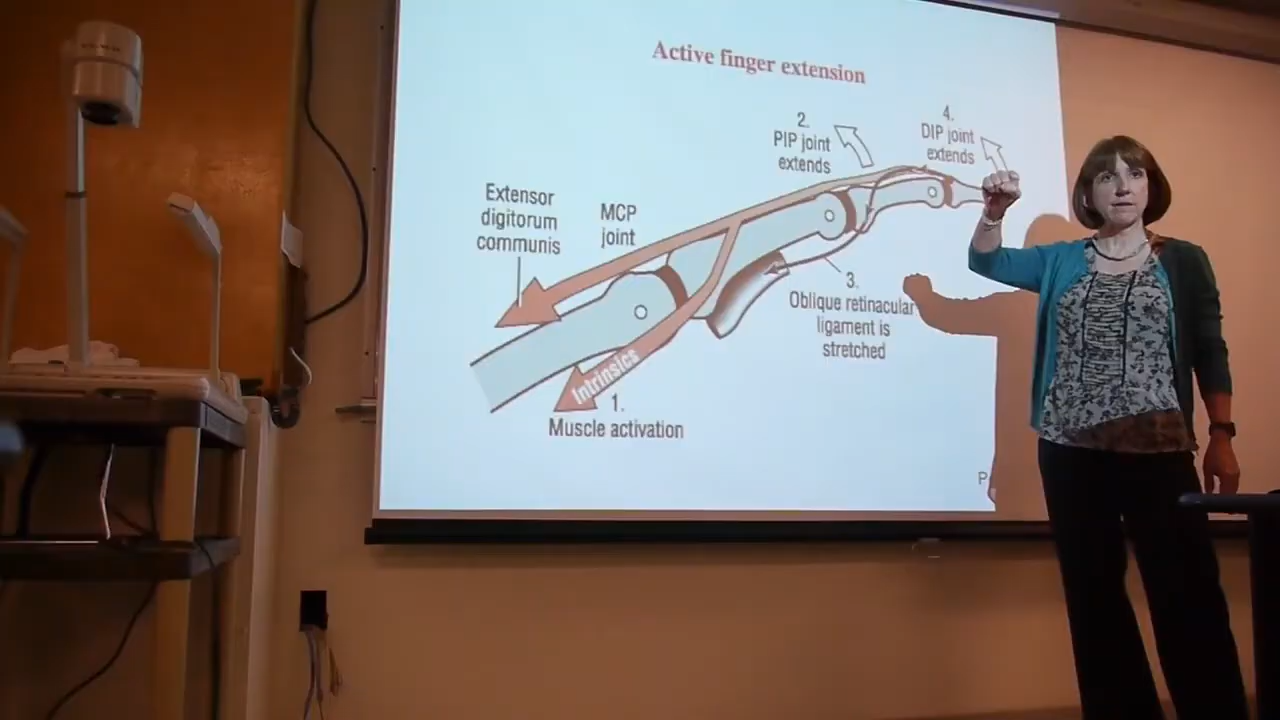 Active finger extension
2.
PIP joint
extends
4.
DIP joint
extends
Extensor
digitorum
communis
MCP
joint
3.
Oblique retinacular
ligament is
stretched
Intrinsics
1.
Muscle activation
P